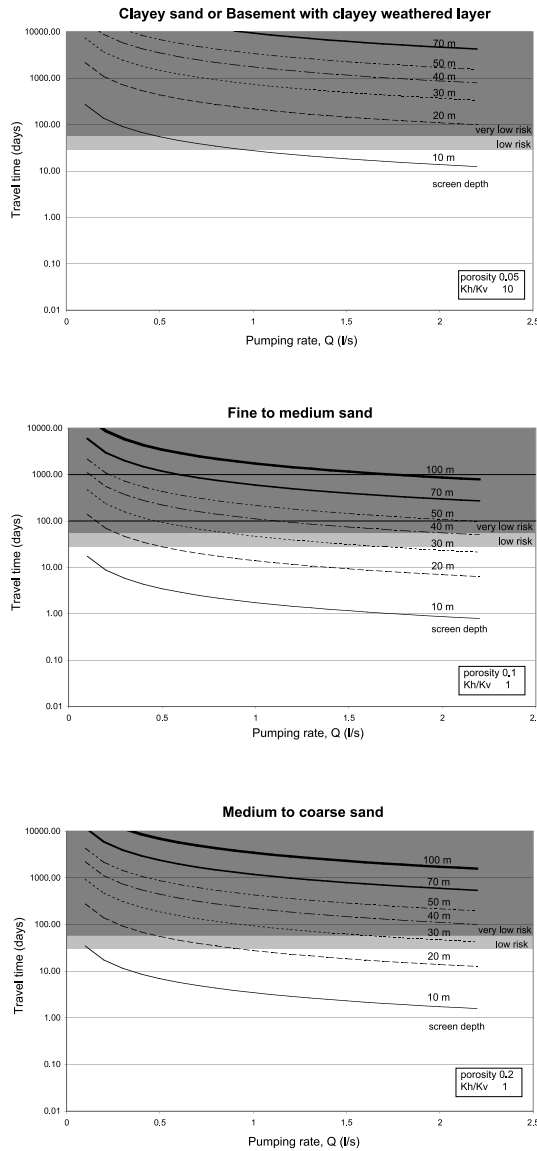 Clayey sand or Basement with clayey weathered layer
10000.00
1000.00
100.00
10.00
1.00
0.10
0.01
Travel time (days)
70 m
50 m
40 m
30 m
20 m
very low risk
low risk
10 m
screen depth
porosity 0.05
Kh/Kv 10
0 0.5 1 1.5 2 2.5
Pumping rate, Q (l/s)
Fine to medium sand
10000.00
1000.00
100.00
10.00
1.00
0.10
0.01
Travel time (days)
100 m
70 m
50 m
40 m
very low risk
30 m
low risk
20 m
10 m
screen depth
porosity 0.1
Kh/Kv 1
0 0.5 1 1.5 2 2.5
Pumping rate, Q (l/s)
Medium to coarse sand
10000.00
1000.00
100.00
10.00
1.00
0.10
0.01
Travel time (days)
100 m
70 m
50 m
40 m
30 m
very low risk
low risk
20 m
10 m
screen depth
porosity 0.2
Kh/Kv 1
0 0.5 1 1.5 2 2.5
Pumping rate, Q (l/s)